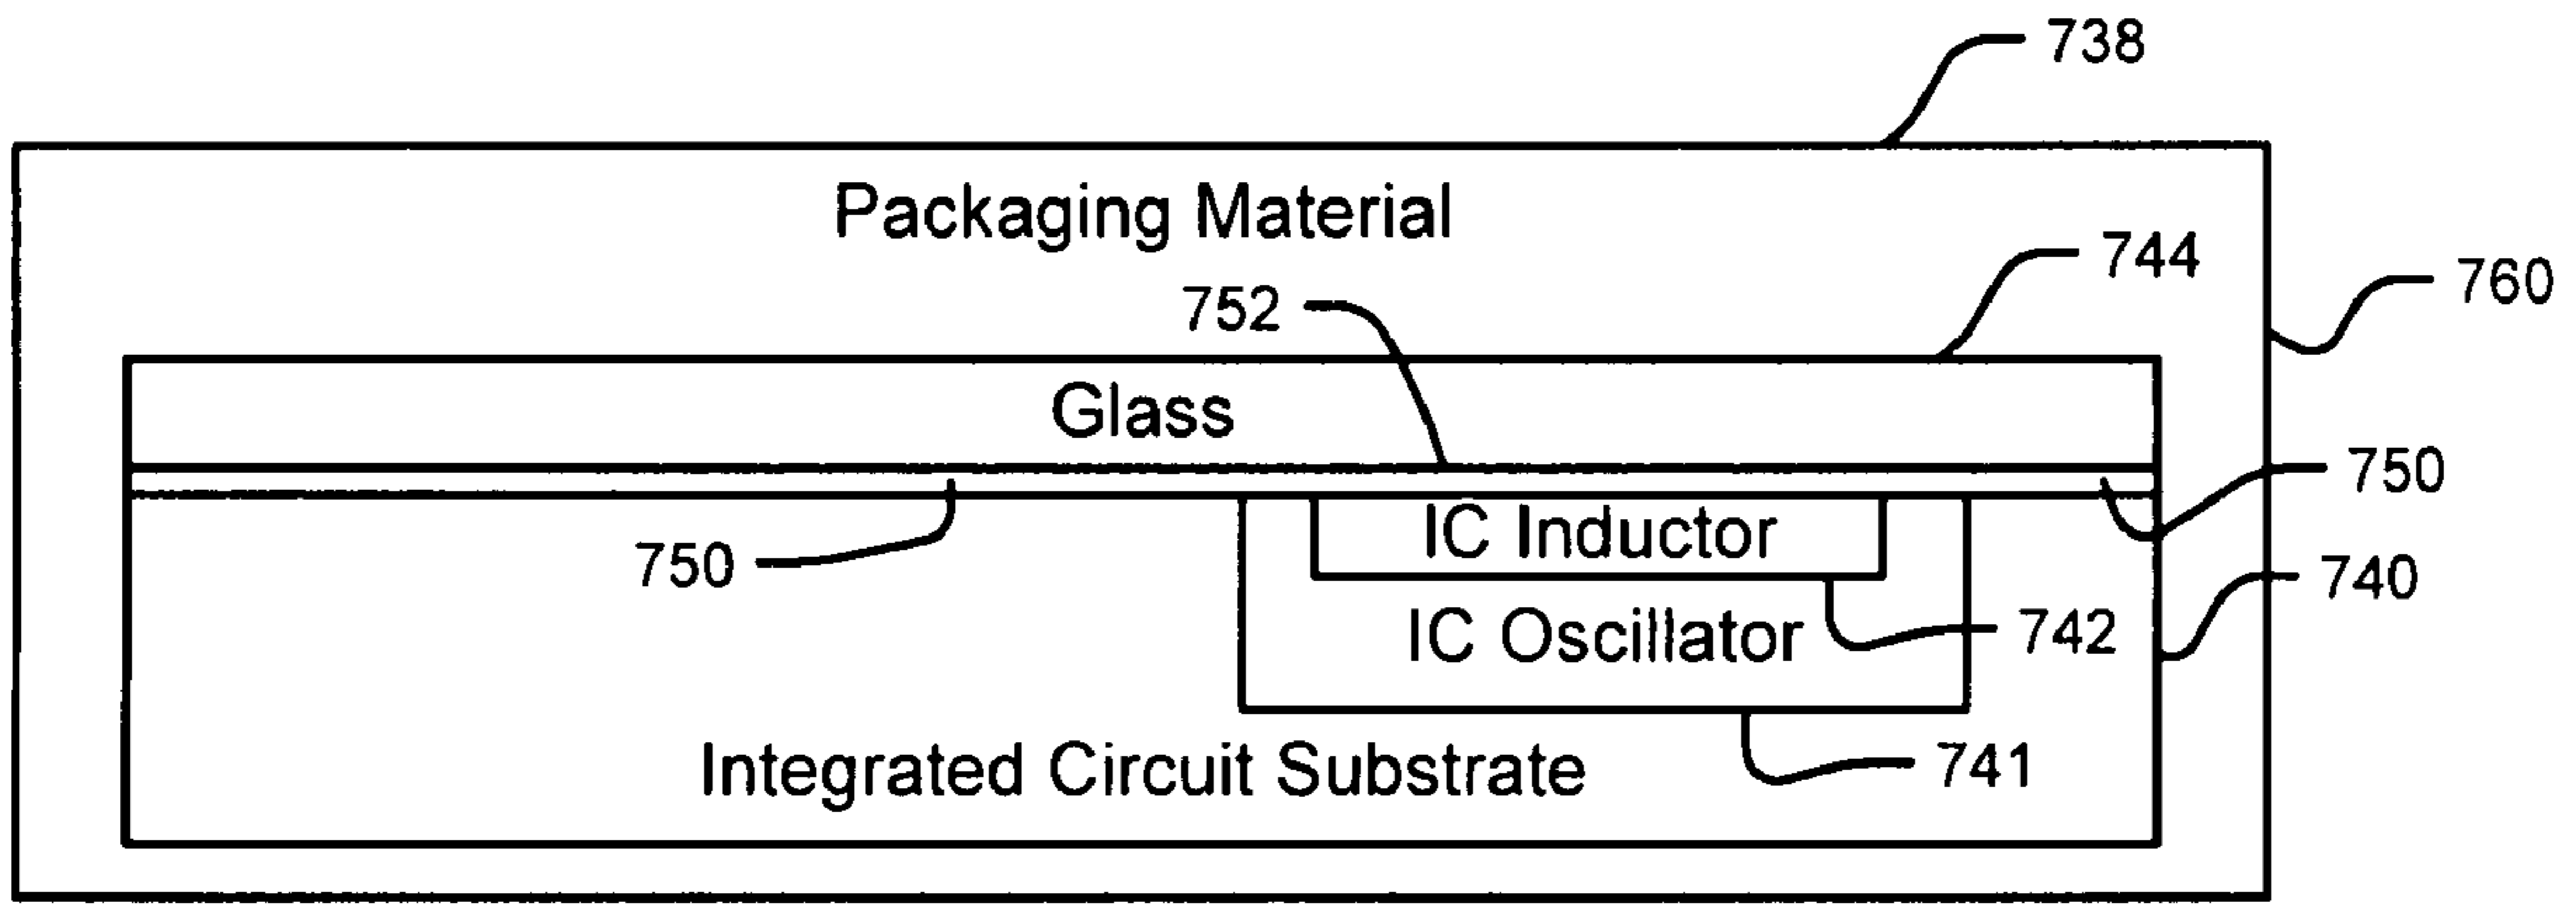 738
Packaging Material
744
752
760
Glass
750
IC Inductor
750
740
IC Oscillator
742
Integrated Circuit Substrate
741